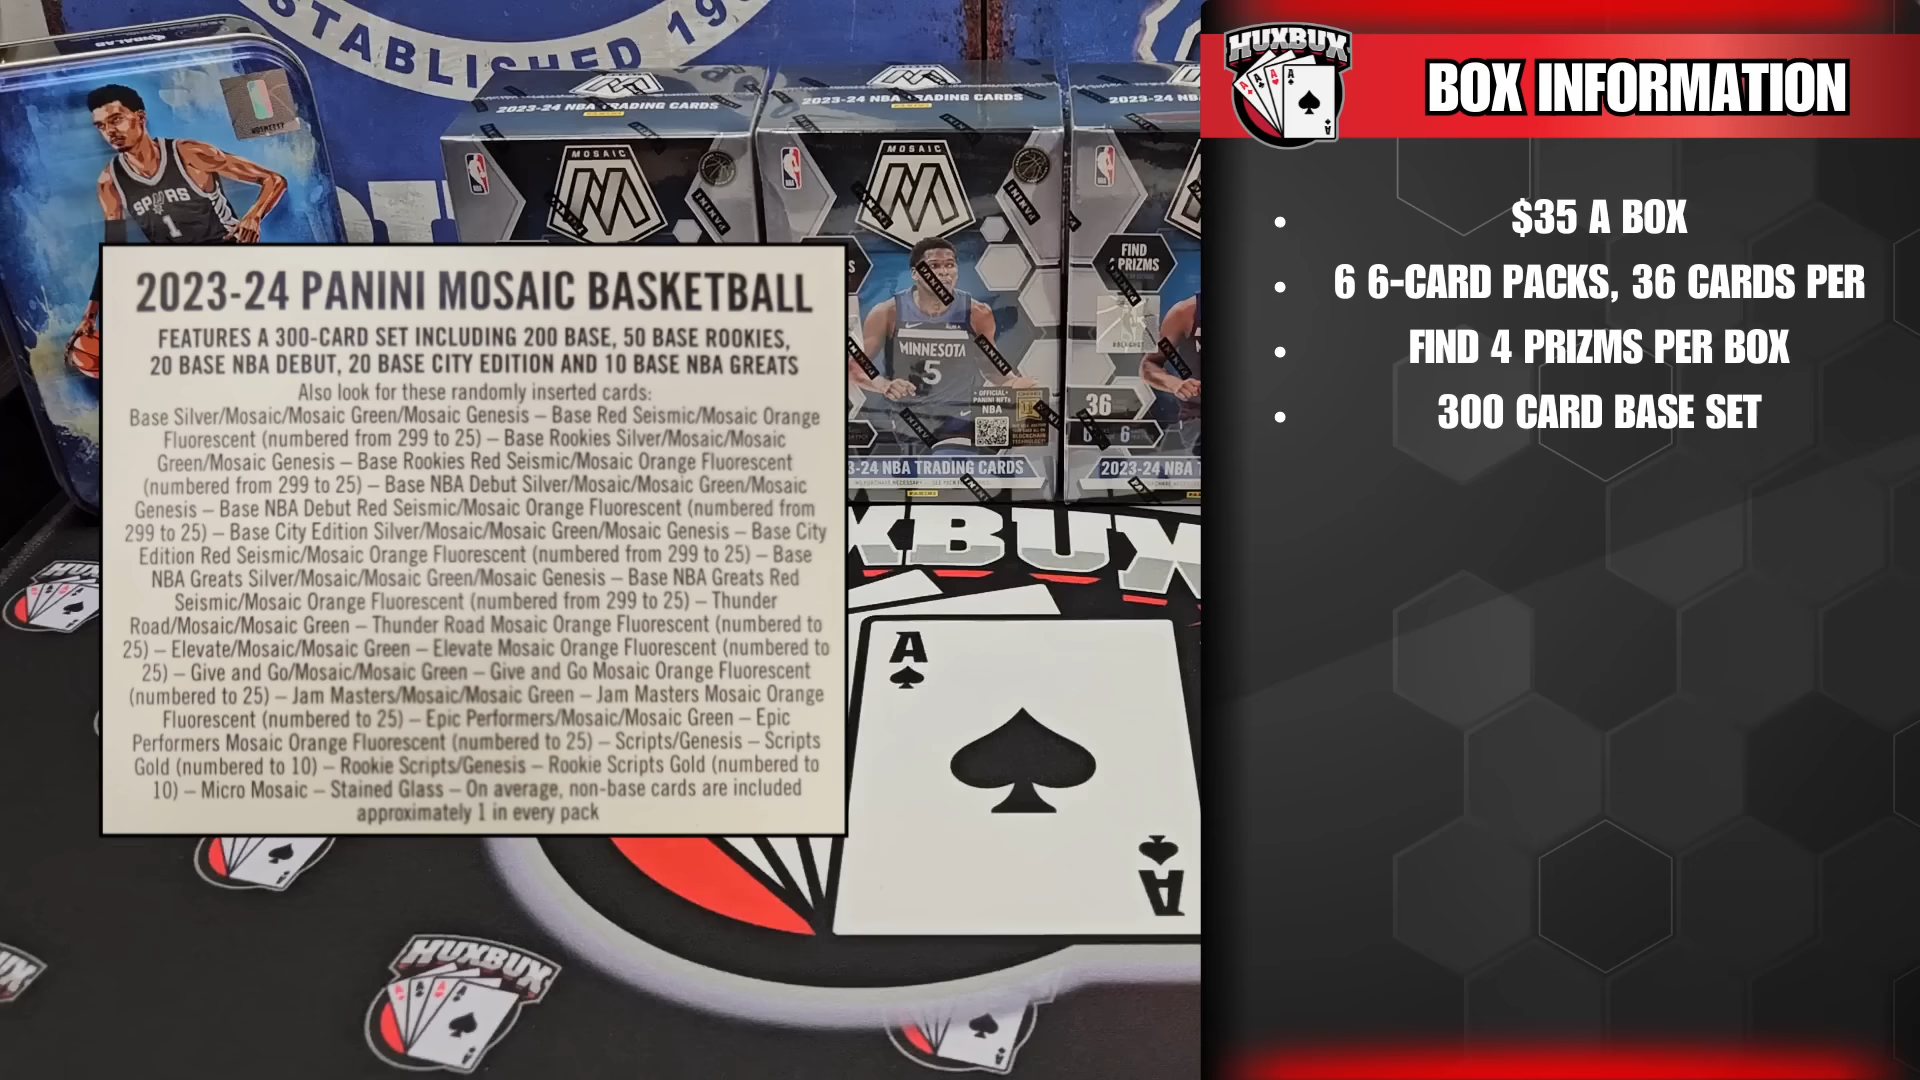 ESTABLISHED 19
SPURS
1
2023-24 NBA TRADING CARDS
2023-24 NBA TRADING CARDS
2023-24 NB
MOSAIC
MOSAIC
PANINI
FIND
4 PRIZMS
MINNESOTA
5
OFFICIAL
PANINI NFTs
NBA
36
6
3-24 NBA TRADING CARDS
2023-24 NBA
2023-24 PANINI MOSAIC BASKETBALL
FEATURES A 300-CARD SET INCLUDING 200 BASE, 50 BASE ROOKIES,
20 BASE NBA DEBUT, 20 BASE CITY EDITION AND 10 BASE NBA GREATS
Also look for these randomly inserted cards:
Base Silver/Mosaic/Mosaic Green/Mosaic Genesis – Base Red Seismic/Mosaic Orange
Fluorescent (numbered from 299 to 25) – Base Rookies Silver/Mosaic/Mosaic
Green/Mosaic Genesis – Base Rookies Red Seismic/Mosaic Orange Fluorescent
(numbered from 299 to 25) – Base NBA Debut Silver/Mosaic/Mosaic Green/Mosaic
Genesis – Base NBA Debut Red Seismic/Mosaic Orange Fluorescent (numbered from
299 to 25) – Base City Edition Silver/Mosaic/Mosaic Green/Mosaic Genesis – Base City
Edition Red Seismic/Mosaic Orange Fluorescent (numbered from 299 to 25) – Base
NBA Greats Silver/Mosaic/Mosaic Green/Mosaic Genesis – Base NBA Greats Red
Seismic/Mosaic Orange Fluorescent (numbered from 299 to 25) – Thunder
Road/Mosaic/Mosaic Green – Thunder Road Mosaic Orange Fluorescent (numbered to
25) – Elevate/Mosaic/Mosaic Green – Elevate Mosaic Orange Fluorescent (numbered to
25) – Give and Go/Mosaic/Mosaic Green – Give and Go Mosaic Orange Fluorescent
(numbered to 25) – Jam Masters/Mosaic/Mosaic Green – Jam Masters Mosaic Orange
Fluorescent (numbered to 25) – Epic Performers/Mosaic/Mosaic Green – Epic
Performers Mosaic Orange Fluorescent (numbered to 25) – Scripts/Genesis – Scripts
Gold (numbered to 10) – Rookie Scripts/Genesis – Rookie Scripts Gold (numbered to
10) – Micro Mosaic – Stained Glass – On average, non-base cards are included
approximately 1 in every pack
XBUX
A
A
HUXBUX
HUXBUX
BOX INFORMATION
• $35 A BOX
• 6 6-CARD PACKS, 36 CARDS PER
• FIND 4 PRIZMS PER BOX
• 300 CARD BASE SET